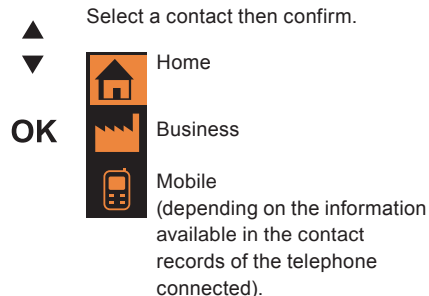 Select a contact then confirm.
Home
OK
Business
Mobile
(depending on the information
available in the contact
records of the telephone
connected).